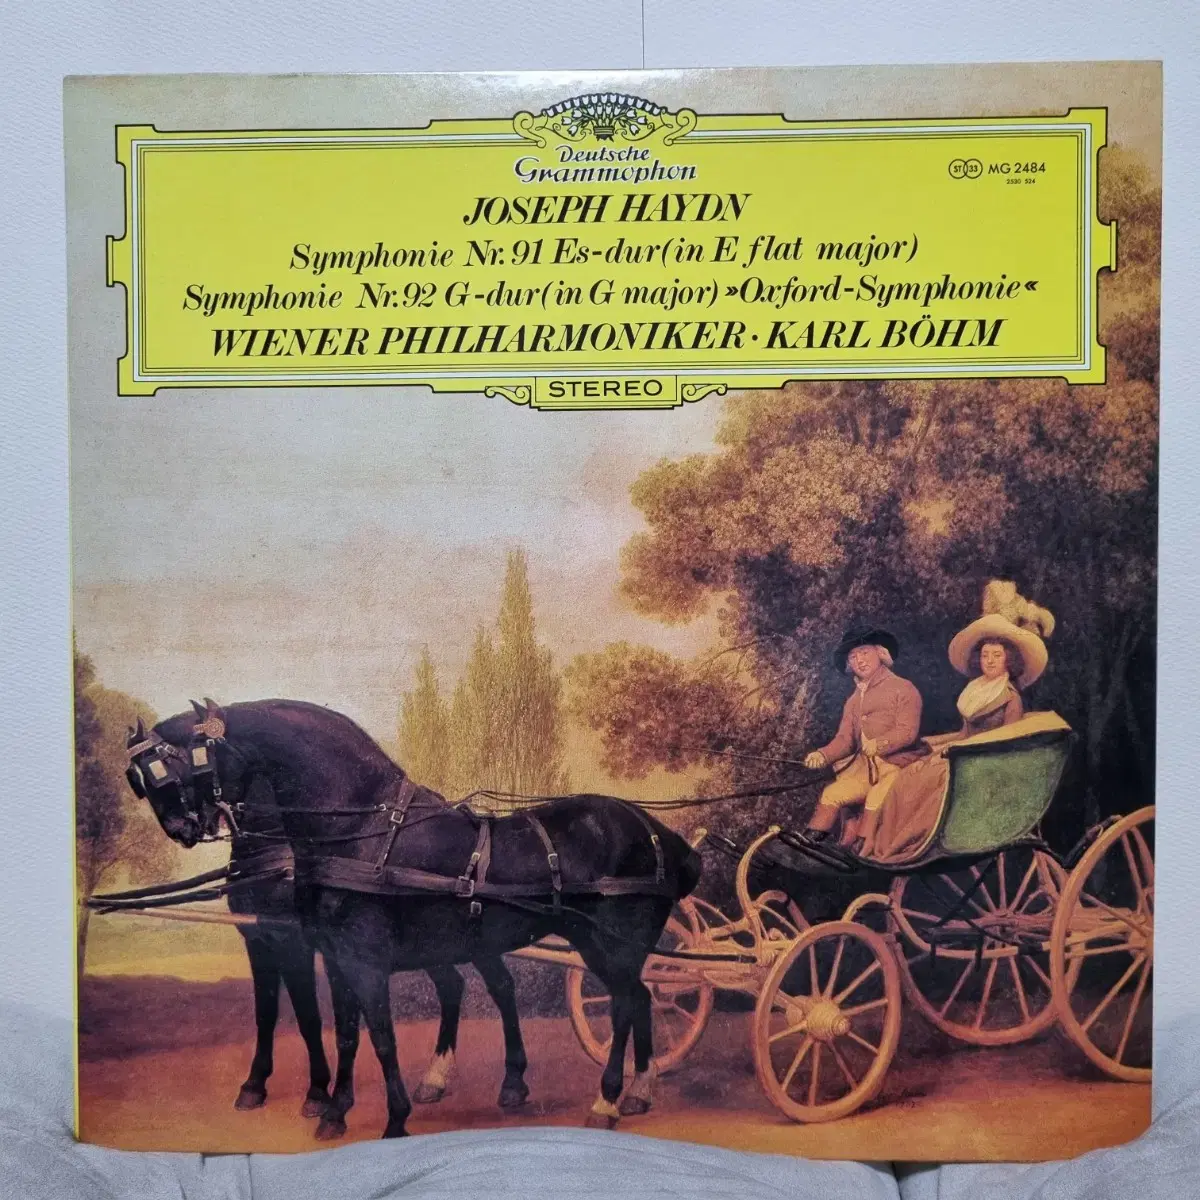 Deutsche
Grammophon
ST 33 MG 2484
2530 524
JOSEPH HAYDN
Symphonie Nr. 91 Es-dur (in E flat major)
Symphonie Nr. 92 G-dur (in G major) »Oxford-Symphonie«
WIENER PHILHARMONIKER · KARL BÖHM
STEREO